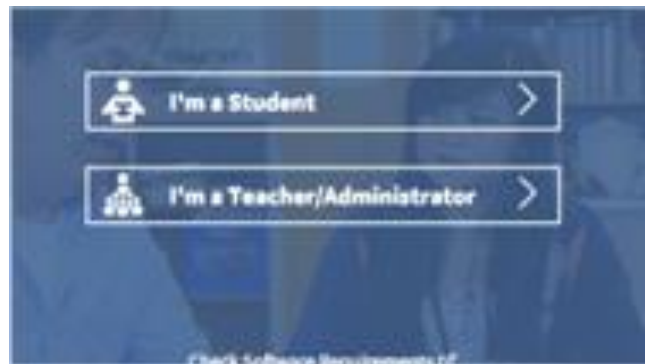 I'm a Student
I'm a Teacher/Administrator
Check Software Requirements